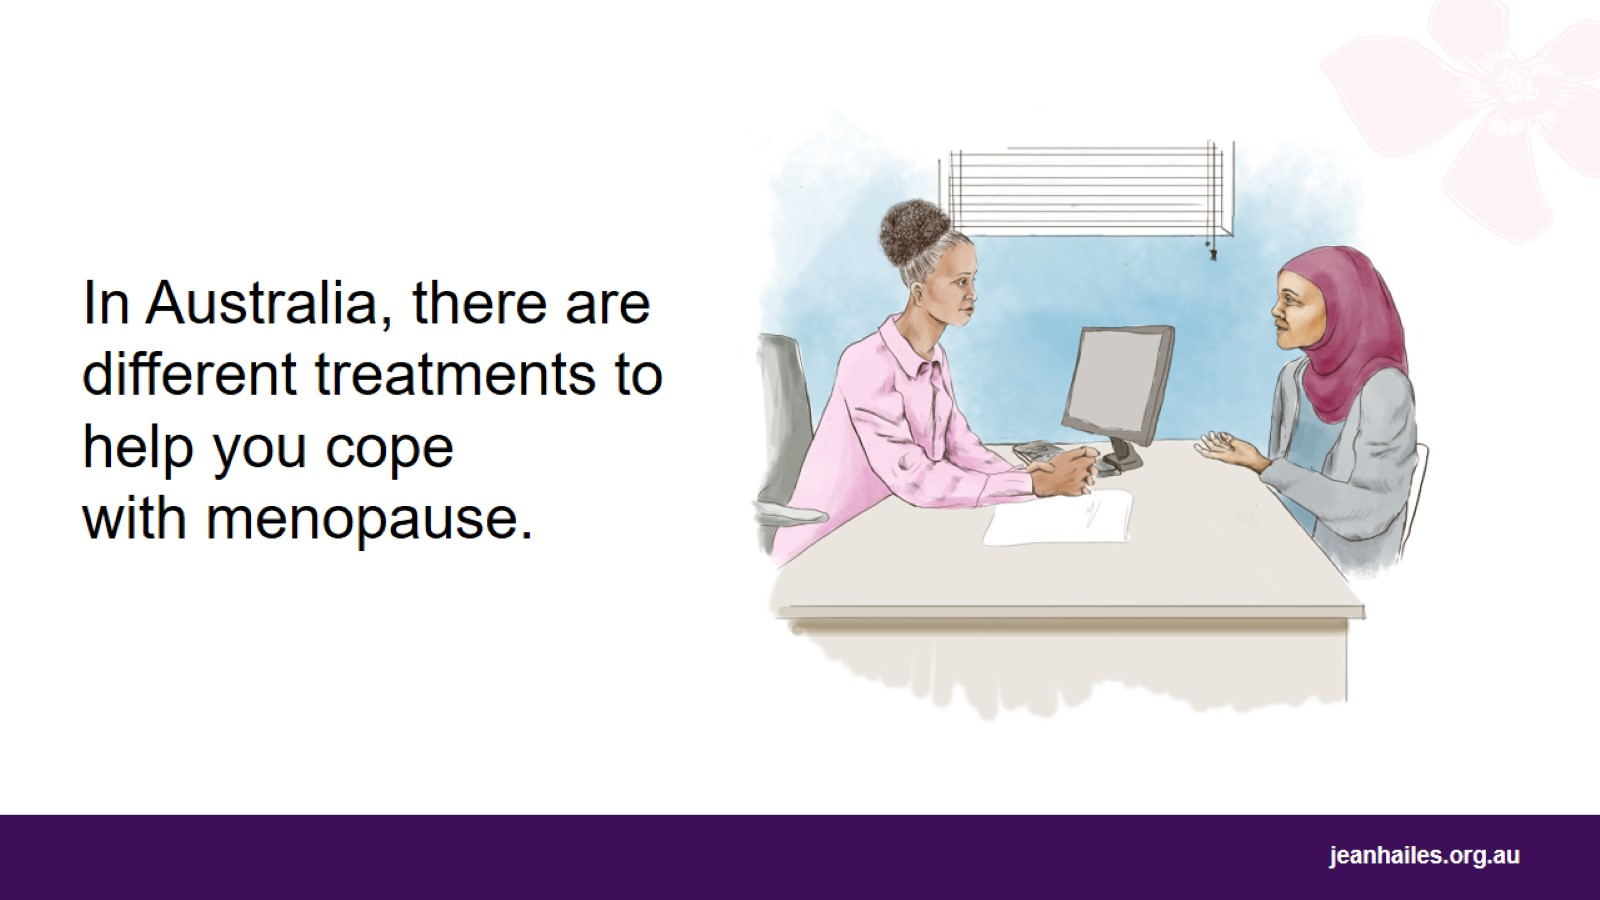 In Australia, there are
different treatments to
help you cope
with menopause.
jeanhailes.org.au